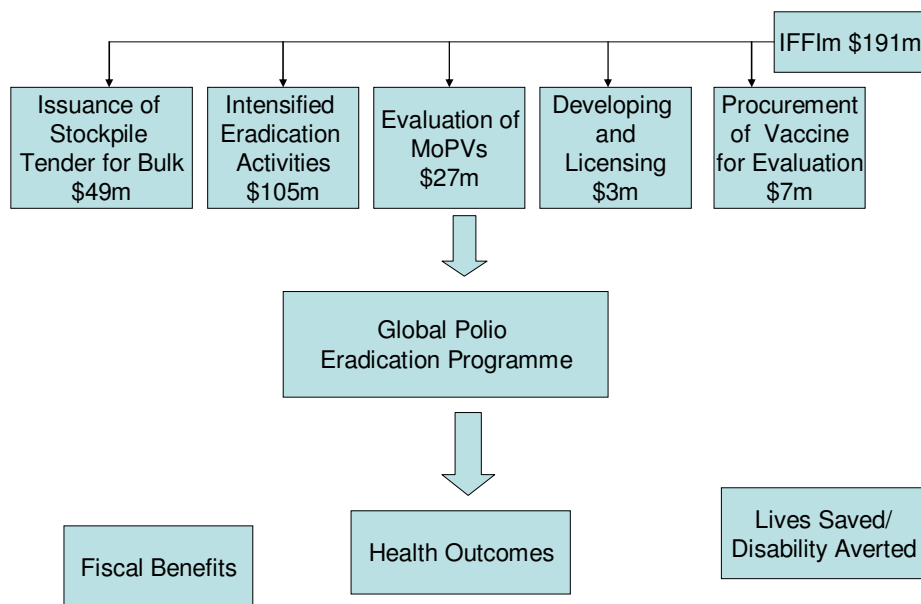 IFFIm $191m
Issuance of
Stockpile
Tender for Bulk
$49m
Intensified
Eradication
Activities
$105m
Evaluation of
MoPVs
$27m
Developing
and
Licensing
$3m
Procurement
of Vaccine
for Evaluation
$7m
Global Polio
Eradication Programme
Fiscal Benefits
Health Outcomes
Lives Saved/
Disability Averted